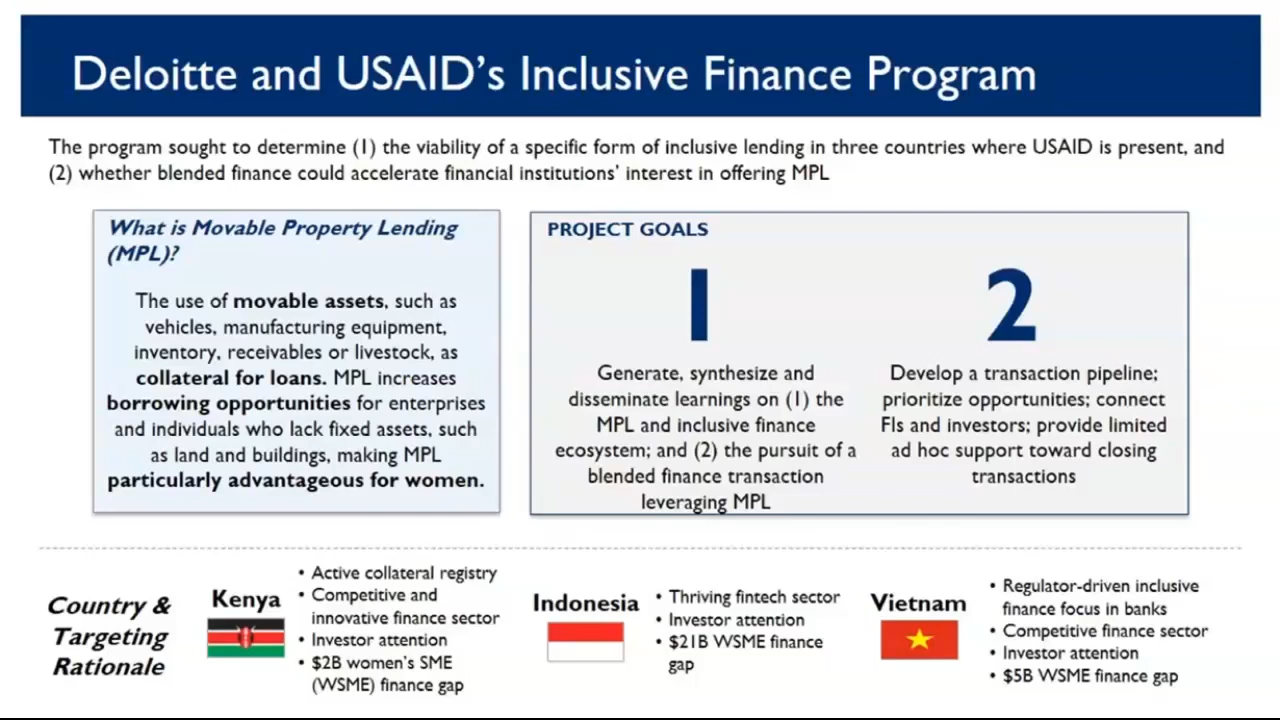 Deloitte and USAID's Inclusive Finance Program
The program sought to determine (1) the viability of a specific form of inclusive lending in three countries where USAID is present, and
(2) whether blended finance could accelerate financial institutions' interest in offering MPL
What is Movable Property Lending
(MPL)?
The use of movable assets, such as
vehicles, manufacturing equipment,
inventory, receivables or livestock, as
collateral for loans. MPL increases
borrowing opportunities for enterprises
and individuals who lack fixed assets, such
as land and buildings, making MPL
particularly advantageous for women.
PROJECT GOALS
1
Generate, synthesize and
disseminate learnings on (1) the
MPL and inclusive finance
ecosystem; and (2) the pursuit of a
blended finance transaction
leveraging MPL
2
Develop a transaction pipeline;
prioritize opportunities; connect
FIs and investors; provide limited
ad hoc support toward closing
transactions
Country &
Targeting
Rationale
Kenya
• Active collateral registry
• Competitive and
innovative finance sector
• Investor attention
• $2B women's SME
(WSME) finance gap
Indonesia
• Thriving fintech sector
• Investor attention
• $21B WSME finance
gap
Vietnam
• Regulator-driven inclusive
finance focus in banks
• Competitive finance sector
• Investor attention
• $5B WSME finance gap